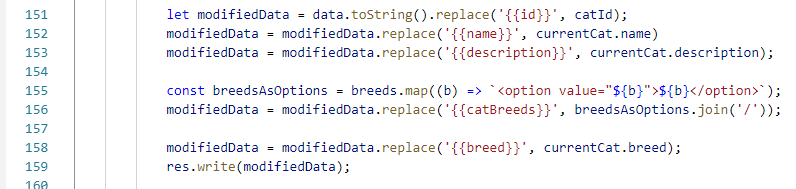 151 let modifiedData = data.toString().replace('{{id}}', catId);
152 modifiedData = modifiedData.replace('{{name}}', currentCat.name)
153 modifiedData = modifiedData.replace('{{description}}', currentCat.description);
154
155 const breedsAsOptions = breeds.map((b) => `<option value="${b}">${b}</option>`);
156 modifiedData = modifiedData.replace('{{catBreeds}}', breedsAsOptions.join('/'));
157
158 modifiedData = modifiedData.replace('{{breed}}', currentCat.breed);
159 res.write(modifiedData);
160